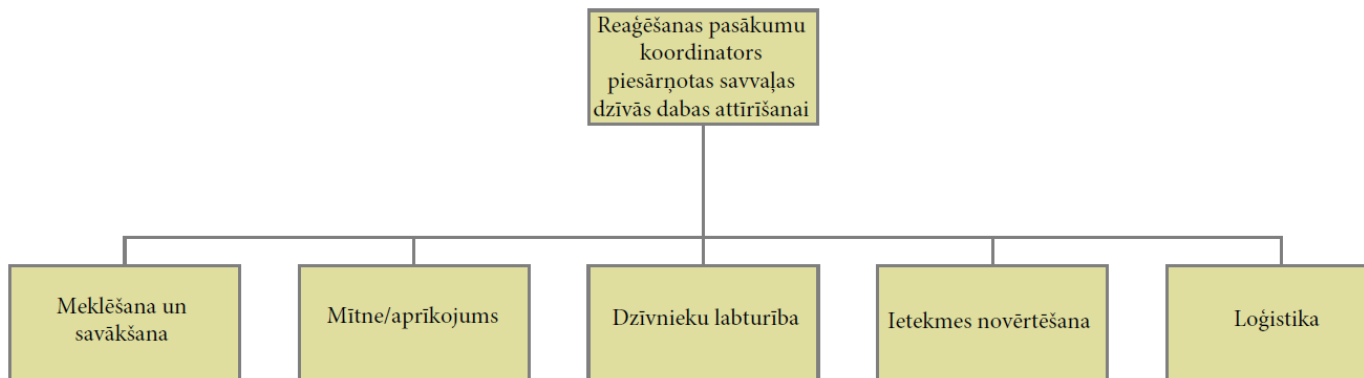 Reaģēšanas pasākumu
koordinators
piesārņotas savvaļas
dzīvās dabas attīrīšanai
Meklēšana un
savākšana
Mītne/aprīkojums
Dzīvnieku labturība
Ietekmes novērtēšana
Loģistika